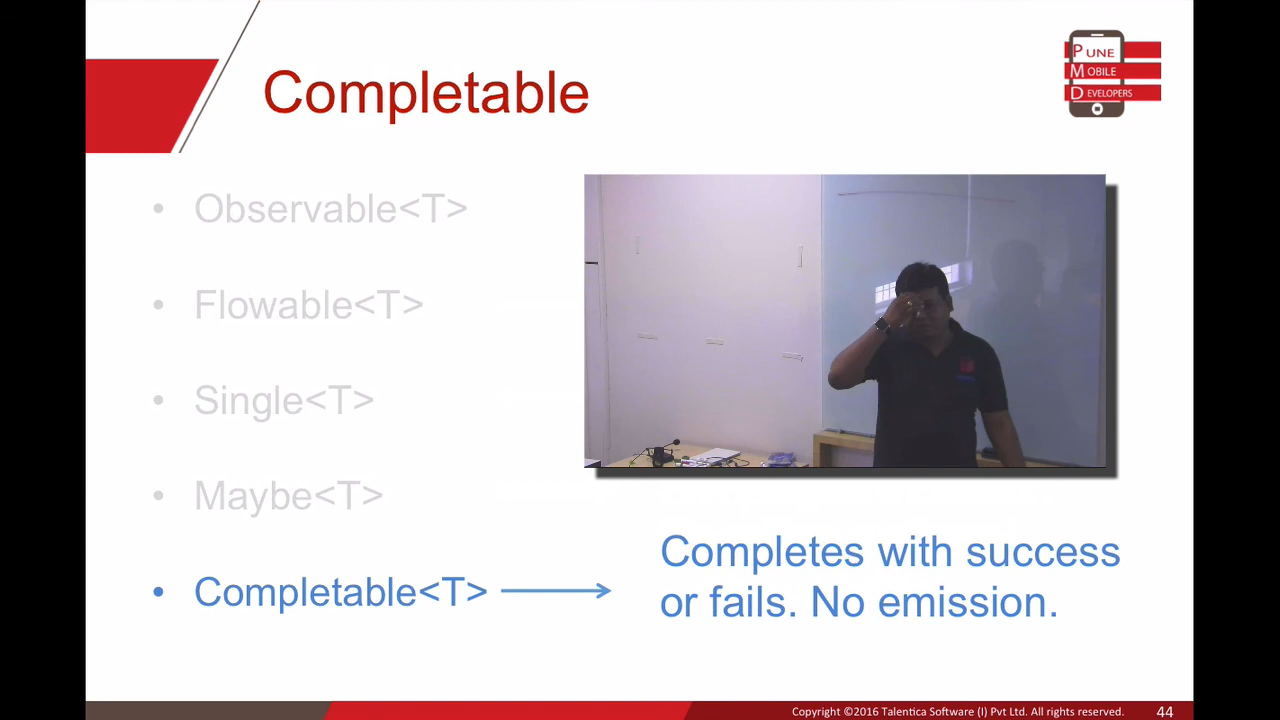 Completable
PUNE
MOBILE
DEVELOPERS
• Observable<T>
• Flowable<T>
• Single<T>
• Maybe<T>
• Completable<T>
Completes with success
or fails. No emission.
Copyright ©2016 Talentica Software (I) Pvt Ltd. All rights reserved.
44